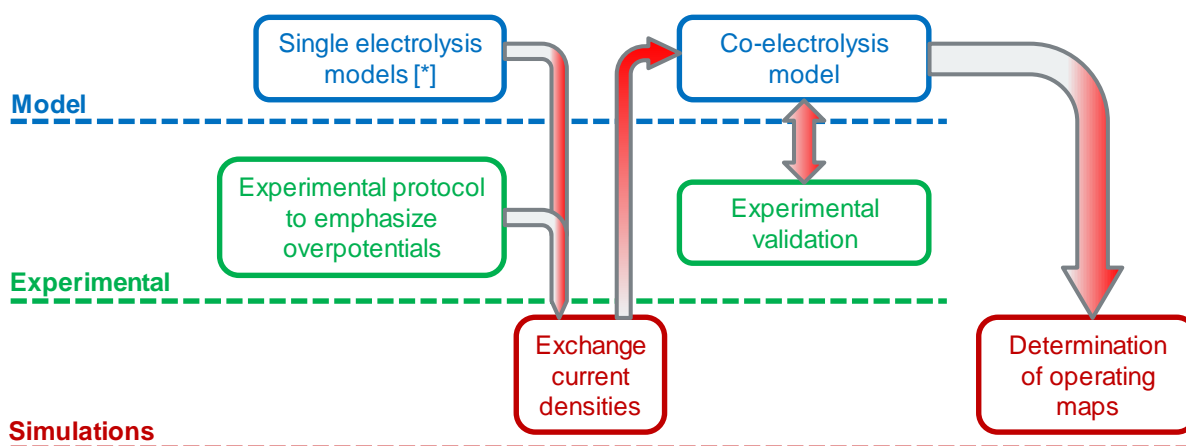 Single electrolysis
models [*]
Co-electrolysis
model
Model
Experimental protocol
to emphasize
overpotentials
Experimental
validation
Experimental
Exchange
current
densities
Determination
of operating
maps
Simulations